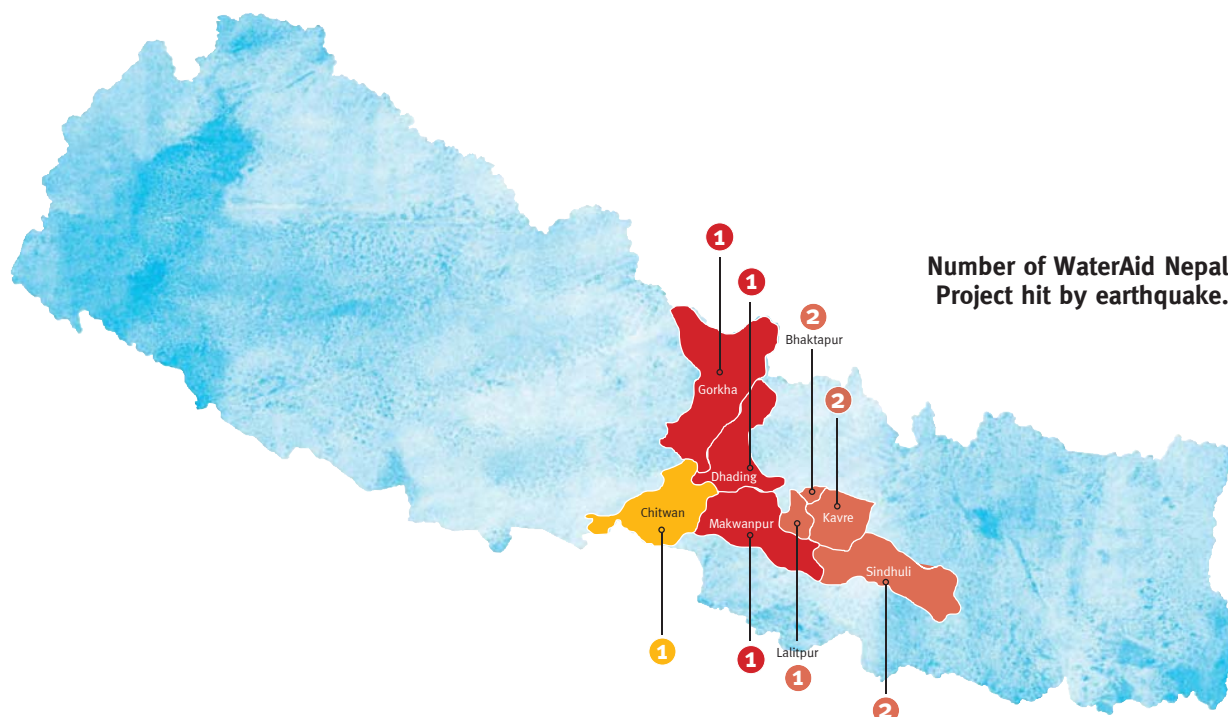 1
1
Number of WaterAid Nepal
Project hit by earthquake.
2
Bhaktapur
2
Gorkha
Dhading
Chitwan
Makwanpur
Kavre
Sindhuli
1
1
Lalitpur
1
2